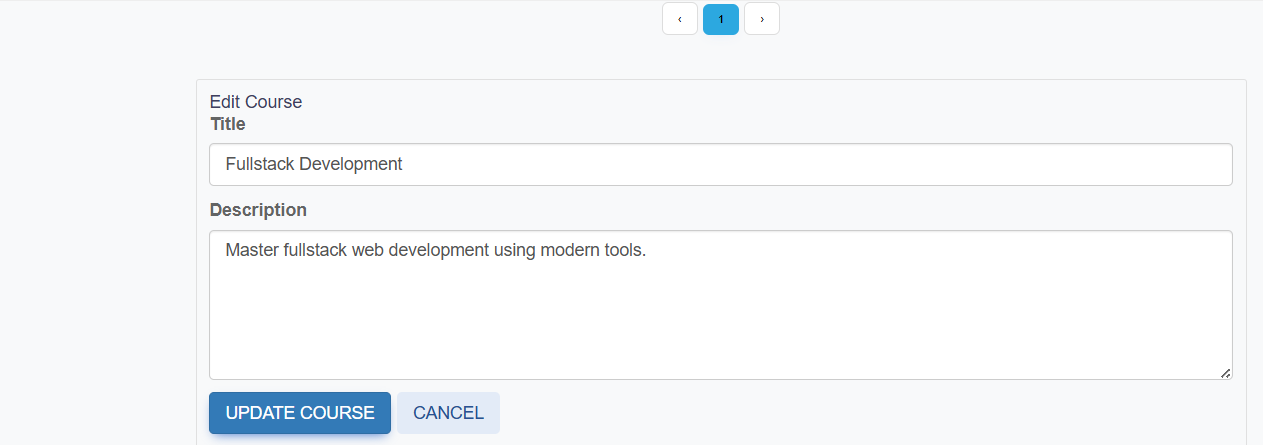 ‹ 1 ›
Edit Course
Title
Fullstack Development
Description
Master fullstack web development using modern tools.
UPDATE COURSE CANCEL